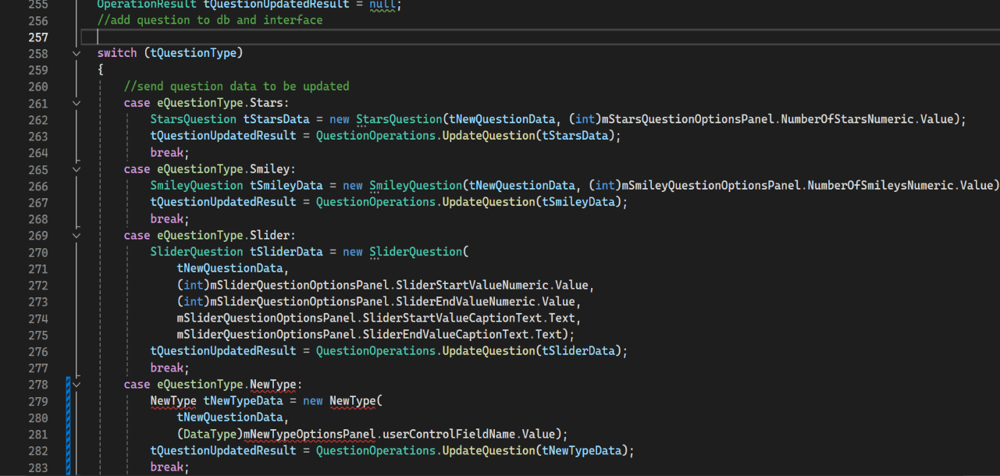 255 OperationResult tQuestionUpdatedResult = null;
256 //add question to db and interface
257
258 switch (tQuestionType)
259 {
260 //send question data to be updated
261 case eQuestionType.Stars:
262 StarsQuestion tStarsData = new StarsQuestion(tNewQuestionData, (int)mStarsQuestionOptionsPanel.NumberOfStarsNumeric.Value);
263 tQuestionUpdatedResult = QuestionOperations.UpdateQuestion(tStarsData);
264 break;
265 case eQuestionType.Smiley:
266 SmileyQuestion tSmileyData = new SmileyQuestion(tNewQuestionData, (int)mSmileyQuestionOptionsPanel.NumberOfSmileysNumeric.Value)
267 tQuestionUpdatedResult = QuestionOperations.UpdateQuestion(tSmileyData);
268 break;
269 case eQuestionType.Slider:
270 SliderQuestion tSliderData = new SliderQuestion(
271 tNewQuestionData,
272 (int)mSliderQuestionOptionsPanel.SliderStartValueNumeric.Value,
273 (int)mSliderQuestionOptionsPanel.SliderEndValueNumeric.Value,
274 mSliderQuestionOptionsPanel.SliderStartValueCaptionText.Text,
275 mSliderQuestionOptionsPanel.SliderEndValueCaptionText.Text);
276 tQuestionUpdatedResult = QuestionOperations.UpdateQuestion(tSliderData);
277 break;
278 case eQuestionType.NewType:
279 NewType tNewTypeData = new NewType(
280 tNewQuestionData,
281 (DataType)mNewTypeOptionsPanel.userControlFieldName.Value);
282 tQuestionUpdatedResult = QuestionOperations.UpdateQuestion(tNewTypeData);
283 break;